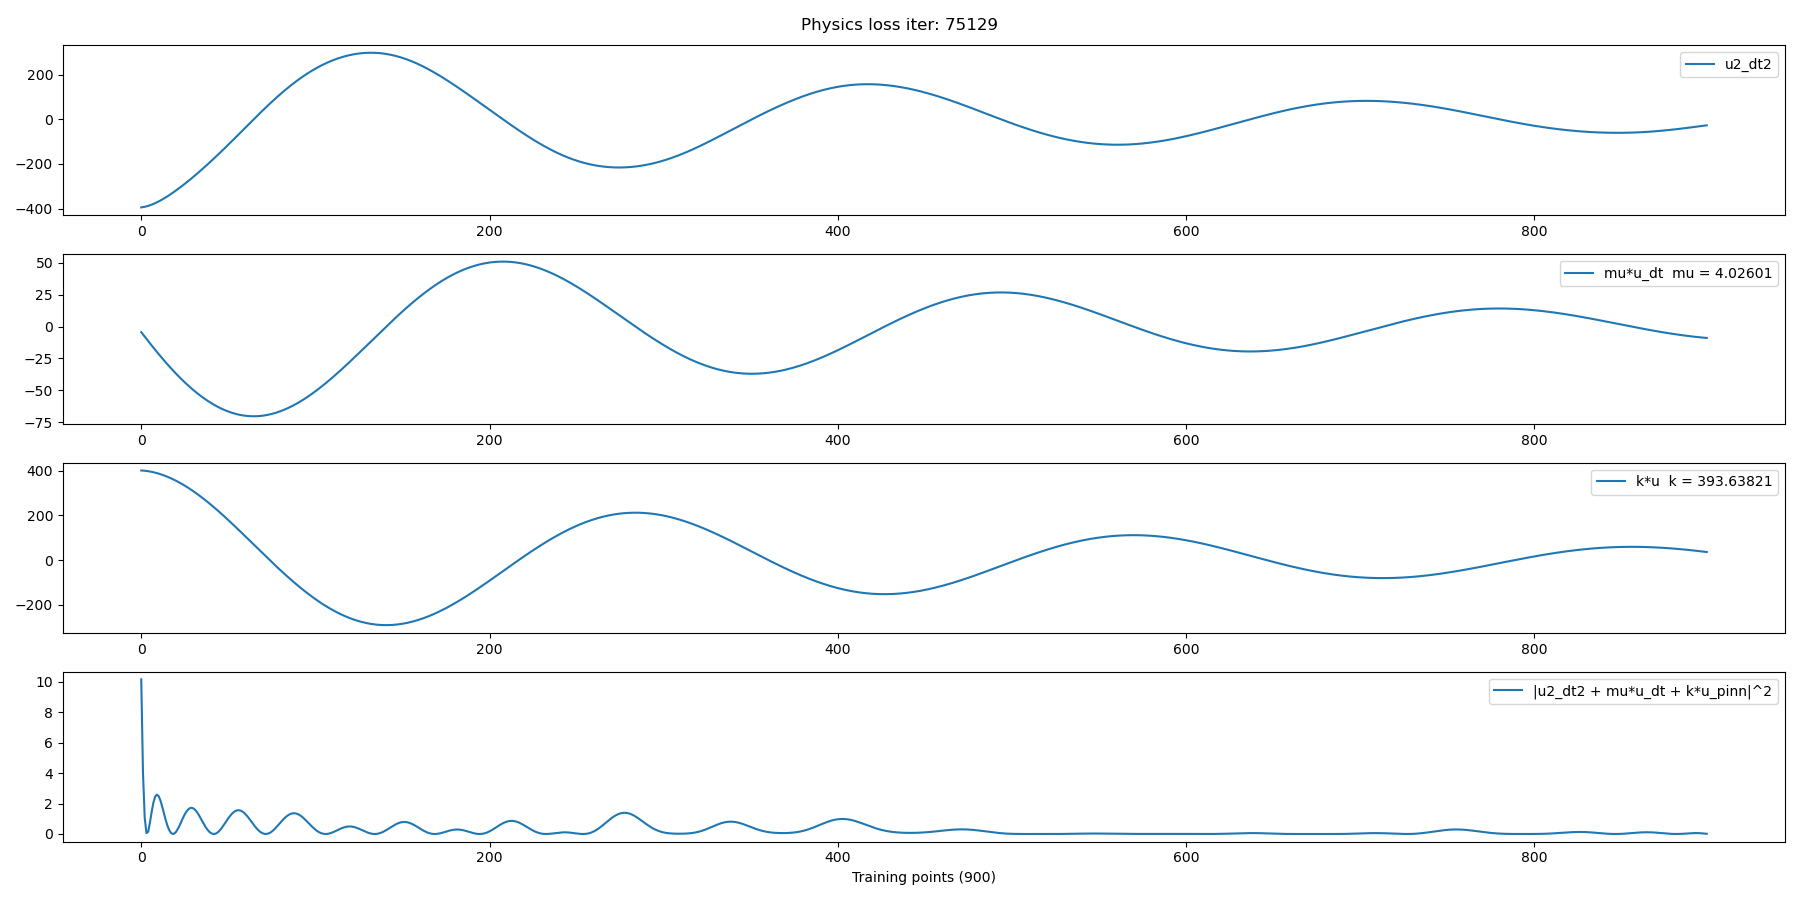 Physics loss iter: 75129
u2_dt2
200
0
−200
−400
0 200 400 600 800
mu*u_dt  mu = 4.02601
50
25
0
−25
−50
−75
0 200 400 600 800
k*u  k = 393.63821
400
200
0
−200
0 200 400 600 800
|u2_dt2 + mu*u_dt + k*u_pinn|^2
10
8
6
4
2
0
0 200 400 600 800
Training points (900)